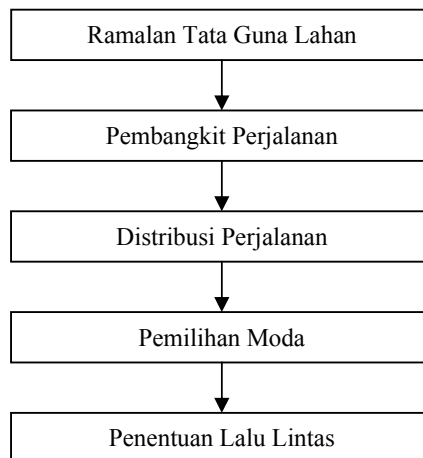 Ramalan Tata Guna Lahan
Pembangkit Perjalanan
Distribusi Perjalanan
Pemilihan Moda
Penentuan Lalu Lintas